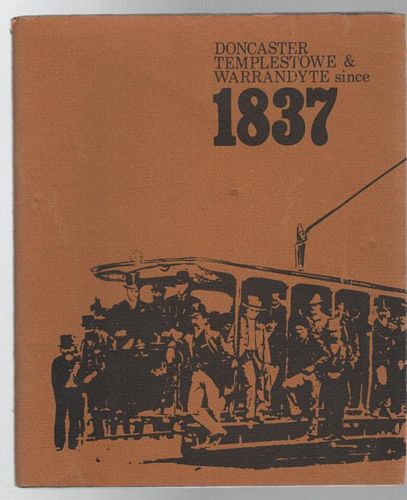 DONCASTER
TEMPLESTOWE &
WARRANDYTE since
1837